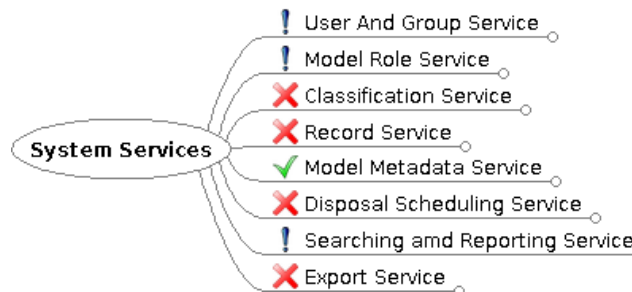 User And Group Service
Model Role Service
Classification Service
Record Service
System Services
Model Metadata Service
Disposal Scheduling Service
Searching amd Reporting Service
Export Service